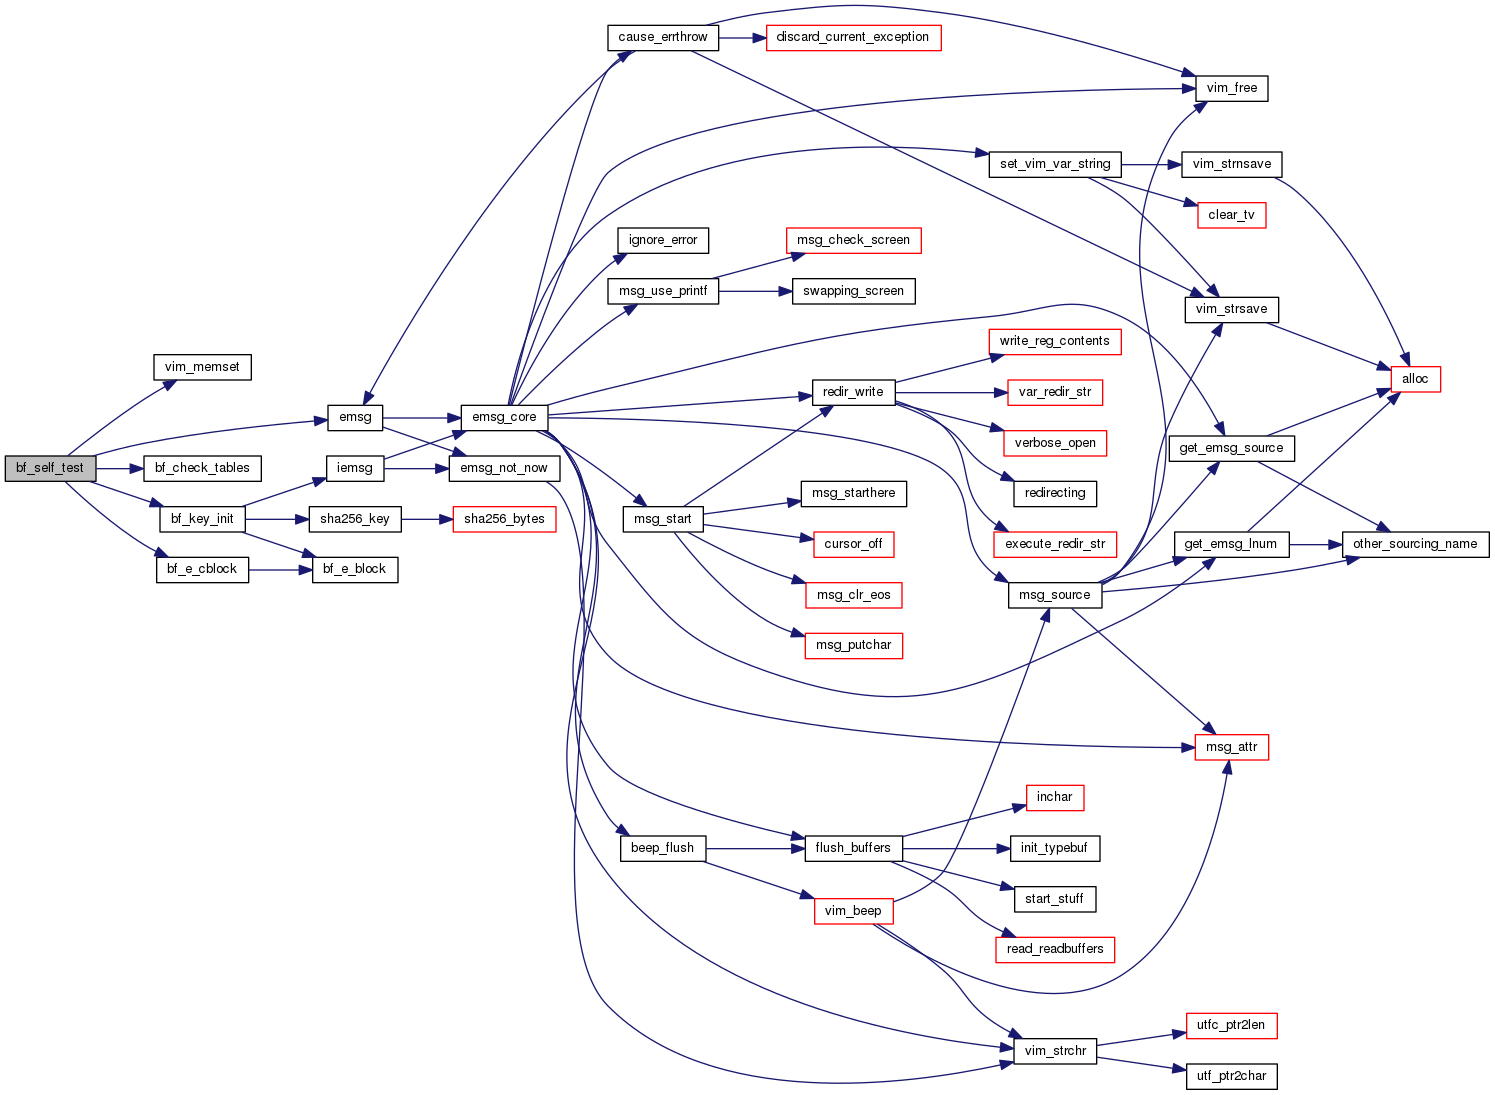 cause_errthrow
discard_current_exception
vim_free
set_vim_var_string
vim_strnsave
clear_tv
ignore_error
msg_check_screen
msg_use_printf
swapping_screen
vim_strsave
write_reg_contents
vim_memset
redir_write
var_redir_str
alloc
emsg
emsg_core
verbose_open
get_emsg_source
bf_self_test
bf_check_tables
iemsg
emsg_not_now
msg_starthere
redirecting
bf_key_init
sha256_key
sha256_bytes
msg_start
cursor_off
execute_redir_str
get_emsg_lnum
other_sourcing_name
bf_e_cblock
bf_e_block
msg_clr_eos
msg_source
msg_putchar
msg_attr
inchar
beep_flush
flush_buffers
init_typebuf
start_stuff
vim_beep
read_readbuffers
utfc_ptr2len
vim_strchr
utf_ptr2char